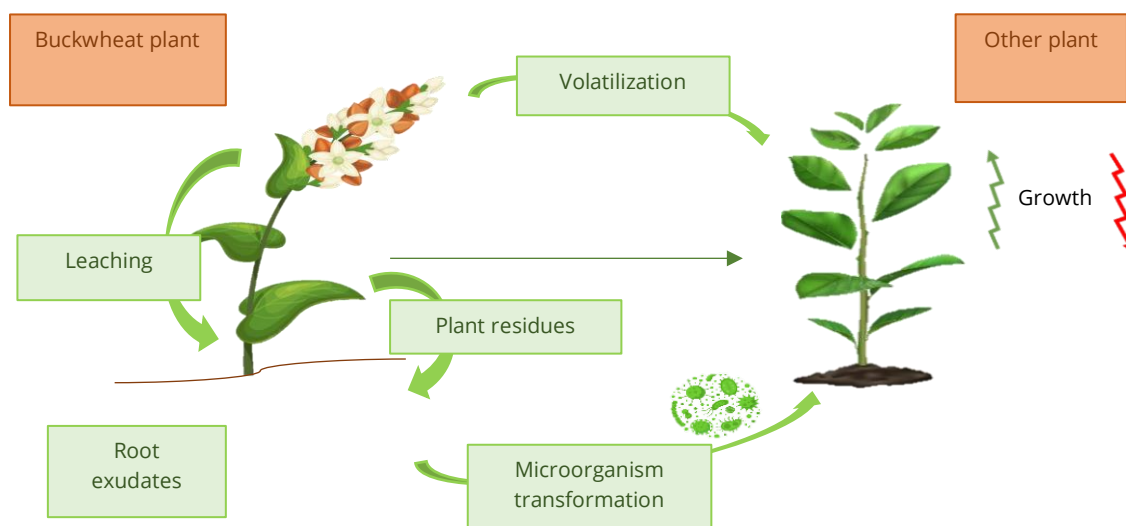 Buckwheat plant
Other plant
Volatilization
Growth
Leaching
Plant residues
Root
exudates
Microorganism
transformation